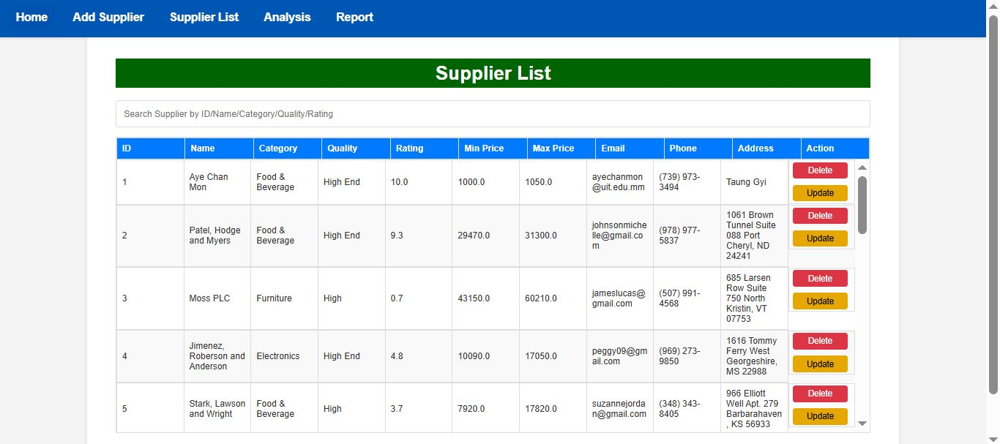 Home Add Supplier Supplier List Analysis Report
Supplier List
Search Supplier by ID/Name/Category/Quality/Rating
ID Name Category Quality Rating Min Price Max Price Email Phone Address Action
1
Aye Chan
Mon
Food &
Beverage
High End
10.0
1000.0
1050.0
ayechanmon
@uit.edu.mm
(739) 973-
3494
Taung Gyi
Delete
Update
2
Patel, Hodge
and Myers
Food &
Beverage
High End
9.3
29470.0
31300.0
johnsonmiche
lle@gmail.co
m
(978) 977-
5837
1061 Brown
Tunnel Suite
088 Port
Cheryl, ND
24241
Delete
Update
3
Moss PLC
Furniture
High
0.7
43150.0
60210.0
jameslucas@
gmail.com
(507) 991-
4568
685 Larsen
Row Suite
750 North
Kristin, VT
07753
Delete
Update
4
Jimenez,
Roberson and
Anderson
Electronics
High End
4.8
10090.0
17050.0
peggy09@gm
ail.com
(969) 273-
9850
1616 Tommy
Ferry West
Georgeshire,
MS 22988
Delete
Update
5
Stark, Lawson
and Wright
Food &
Beverage
High
3.7
7920.0
17820.0
suzannejorda
n@gmail.com
(348) 343-
8405
966 Elliott
Well Apt. 279
Barbarahaven
, KS 56933
Delete
Update